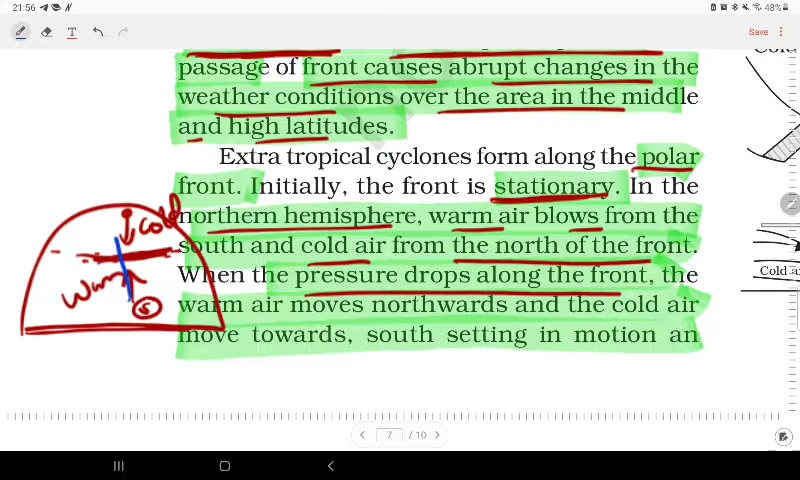 21:56
48%
Save
passage of front causes abrupt changes in the
weather conditions over the area in the middle
and high latitudes.
Extra tropical cyclones form along the polar
front. Initially, the front is stationary. In the
northern hemisphere, warm air blows from the
south and cold air from the north of the front.
When the pressure drops along the front, the
warm air moves northwards and the cold air
move towards, south setting in motion an
Cold
Warm
S
Cold a
7 / 10